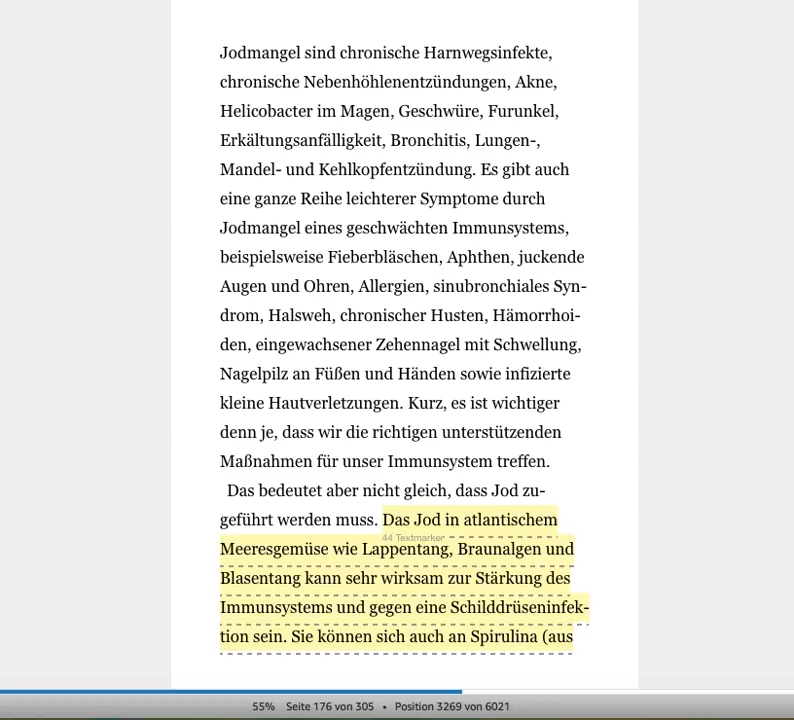 Jodmangel sind chronische Harnwegsinfekte,
chronische Nebenhöhlenentzündungen, Akne,
Helicobacter im Magen, Geschwüre, Furunkel,
Erkältungsanfälligkeit, Bronchitis, Lungen-,
Mandel- und Kehlkopfentzündung. Es gibt auch
eine ganze Reihe leichterer Symptome durch
Jodmangel eines geschwächten Immunsystems,
beispielsweise Fieberbläschen, Aphthen, juckende
Augen und Ohren, Allergien, sinubronchiales Syn-
drom, Halsweh, chronischer Husten, Hämorrhoi-
den, eingewachsener Zehennagel mit Schwellung,
Nagelpilz an Füßen und Händen sowie infizierte
kleine Hautverletzungen. Kurz, es ist wichtiger
denn je, dass wir die richtigen unterstützenden
Maßnahmen für unser Immunsystem treffen.
Das bedeutet aber nicht gleich, dass Jod zu-
geführt werden muss. Das Jod in atlantischem
44 Textmarker
Meeresgemüse wie Lappentang, Braunalgen und
Blasentang kann sehr wirksam zur Stärkung des
Immunsystems und gegen eine Schilddrüseninfek-
tion sein. Sie können sich auch an Spirulina (aus
55% Seite 176 von 305 • Position 3269 von 6021